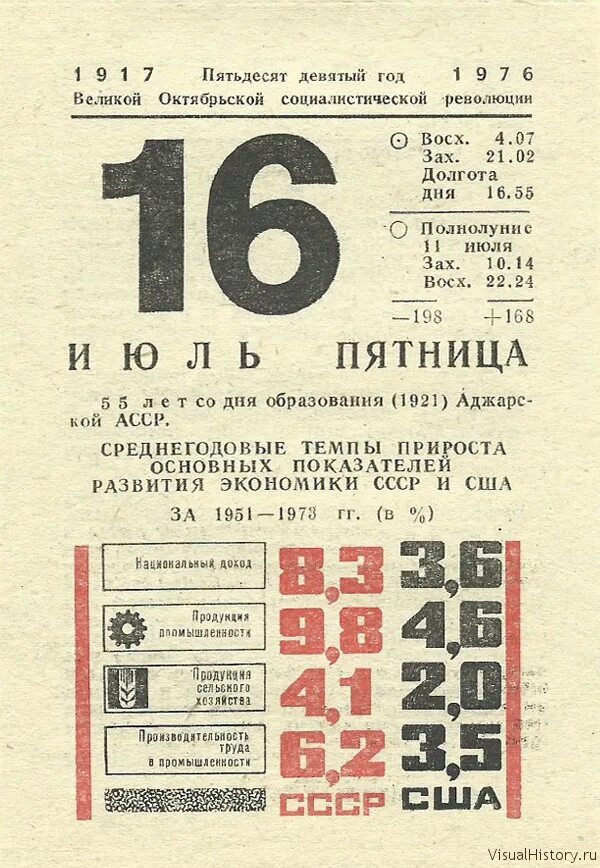 1917 Пятьдесят девятый год 1976
Великой Октябрьской социалистической революции
16
Восх. 4.07
Зах. 21.02
Долгота
дня 16.55
Полнолуние
11 июля
Зах. 10.14
Восх. 22.24
—198 +168
ИЮЛЬ ПЯТНИЦА
55 лет со дня образования (1921) Аджарс-
кой АССР.
СРЕДНЕГОДОВЫЕ ТЕМПЫ ПРИРОСТА
ОСНОВНЫХ ПОКАЗАТЕЛЕЙ
РАЗВИТИЯ ЭКОНОМИКИ СССР И США
ЗА 1951—1973 гг. (в %)
Национальный доход 8,3 3,6
Продукция
промышленности
9,8 4,6
Продукция
сельского
хозяйства
4,1 2,0
Производительность
труда
в промышленности
6,2 3,5
СССР США
VisualHistory.ru